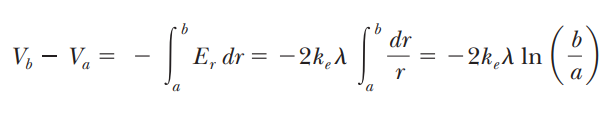 V_b − V_a = − ∫_a^b E_r dr = −2k_eλ ∫_a^b dr/r = −2k_eλ ln (b/a)